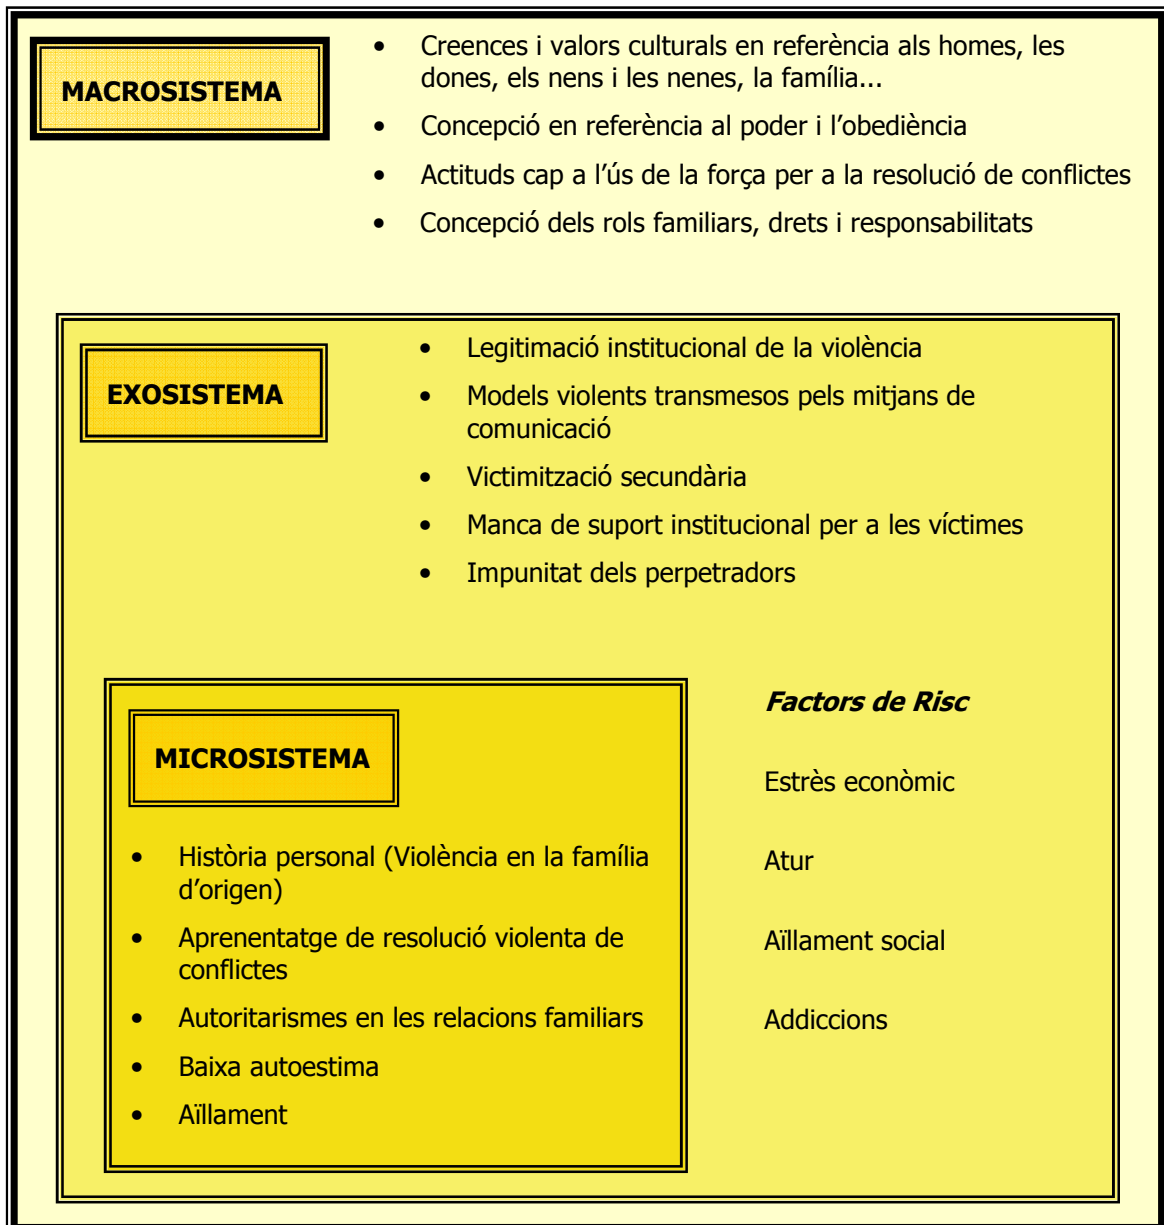 MACROSISTEMA
• Creences i valors culturals en referència als homes, les
dones, els nens i les nenes, la família...
• Concepció en referència al poder i l’obediència
• Actituds cap a l’ús de la força per a la resolució de conflictes
• Concepció dels rols familiars, drets i responsabilitats
EXOSISTEMA
• Legitimació institucional de la violència
• Models violents transmesos pels mitjans de
comunicació
• Victimització secundària
• Manca de suport institucional per a les víctimes
• Impunitat dels perpetradors
MICROSISTEMA
• Història personal (Violència en la família
d’origen)
• Aprenentatge de resolució violenta de
conflictes
• Autoritarismes en les relacions familiars
• Baixa autoestima
• Aïllament
Factors de Risc
Estrès econòmic
Atur
Aïllament social
Addiccions